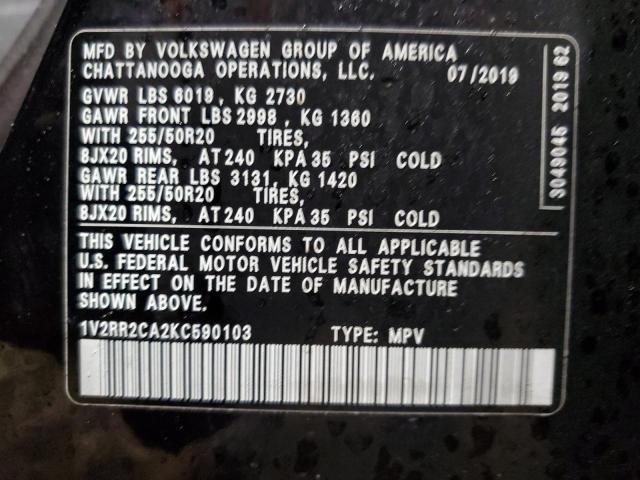 MFD BY VOLKSWAGEN GROUP OF AMERICA
CHATTANOOGA OPERATIONS, LLC. 07/2019
GVWR LBS 6019, KG 2730
GAWR FRONT LBS 2998, KG 1360
WITH 255/50R20 TIRES,
8JX20 RIMS, AT 240 KPA 35 PSI COLD
GAWR REAR LBS 3131, KG 1420
WITH 255/50R20 TIRES,
8JX20 RIMS, AT 240 KPA 35 PSI COLD
THIS VEHICLE CONFORMS TO ALL APPLICABLE
U.S. FEDERAL MOTOR VEHICLE SAFETY STANDARDS
IN EFFECT ON THE DATE OF MANUFACTURE
SHOWN ABOVE.
1V2RR2CA2KC590103 TYPE: MPV
3049045 2019 62